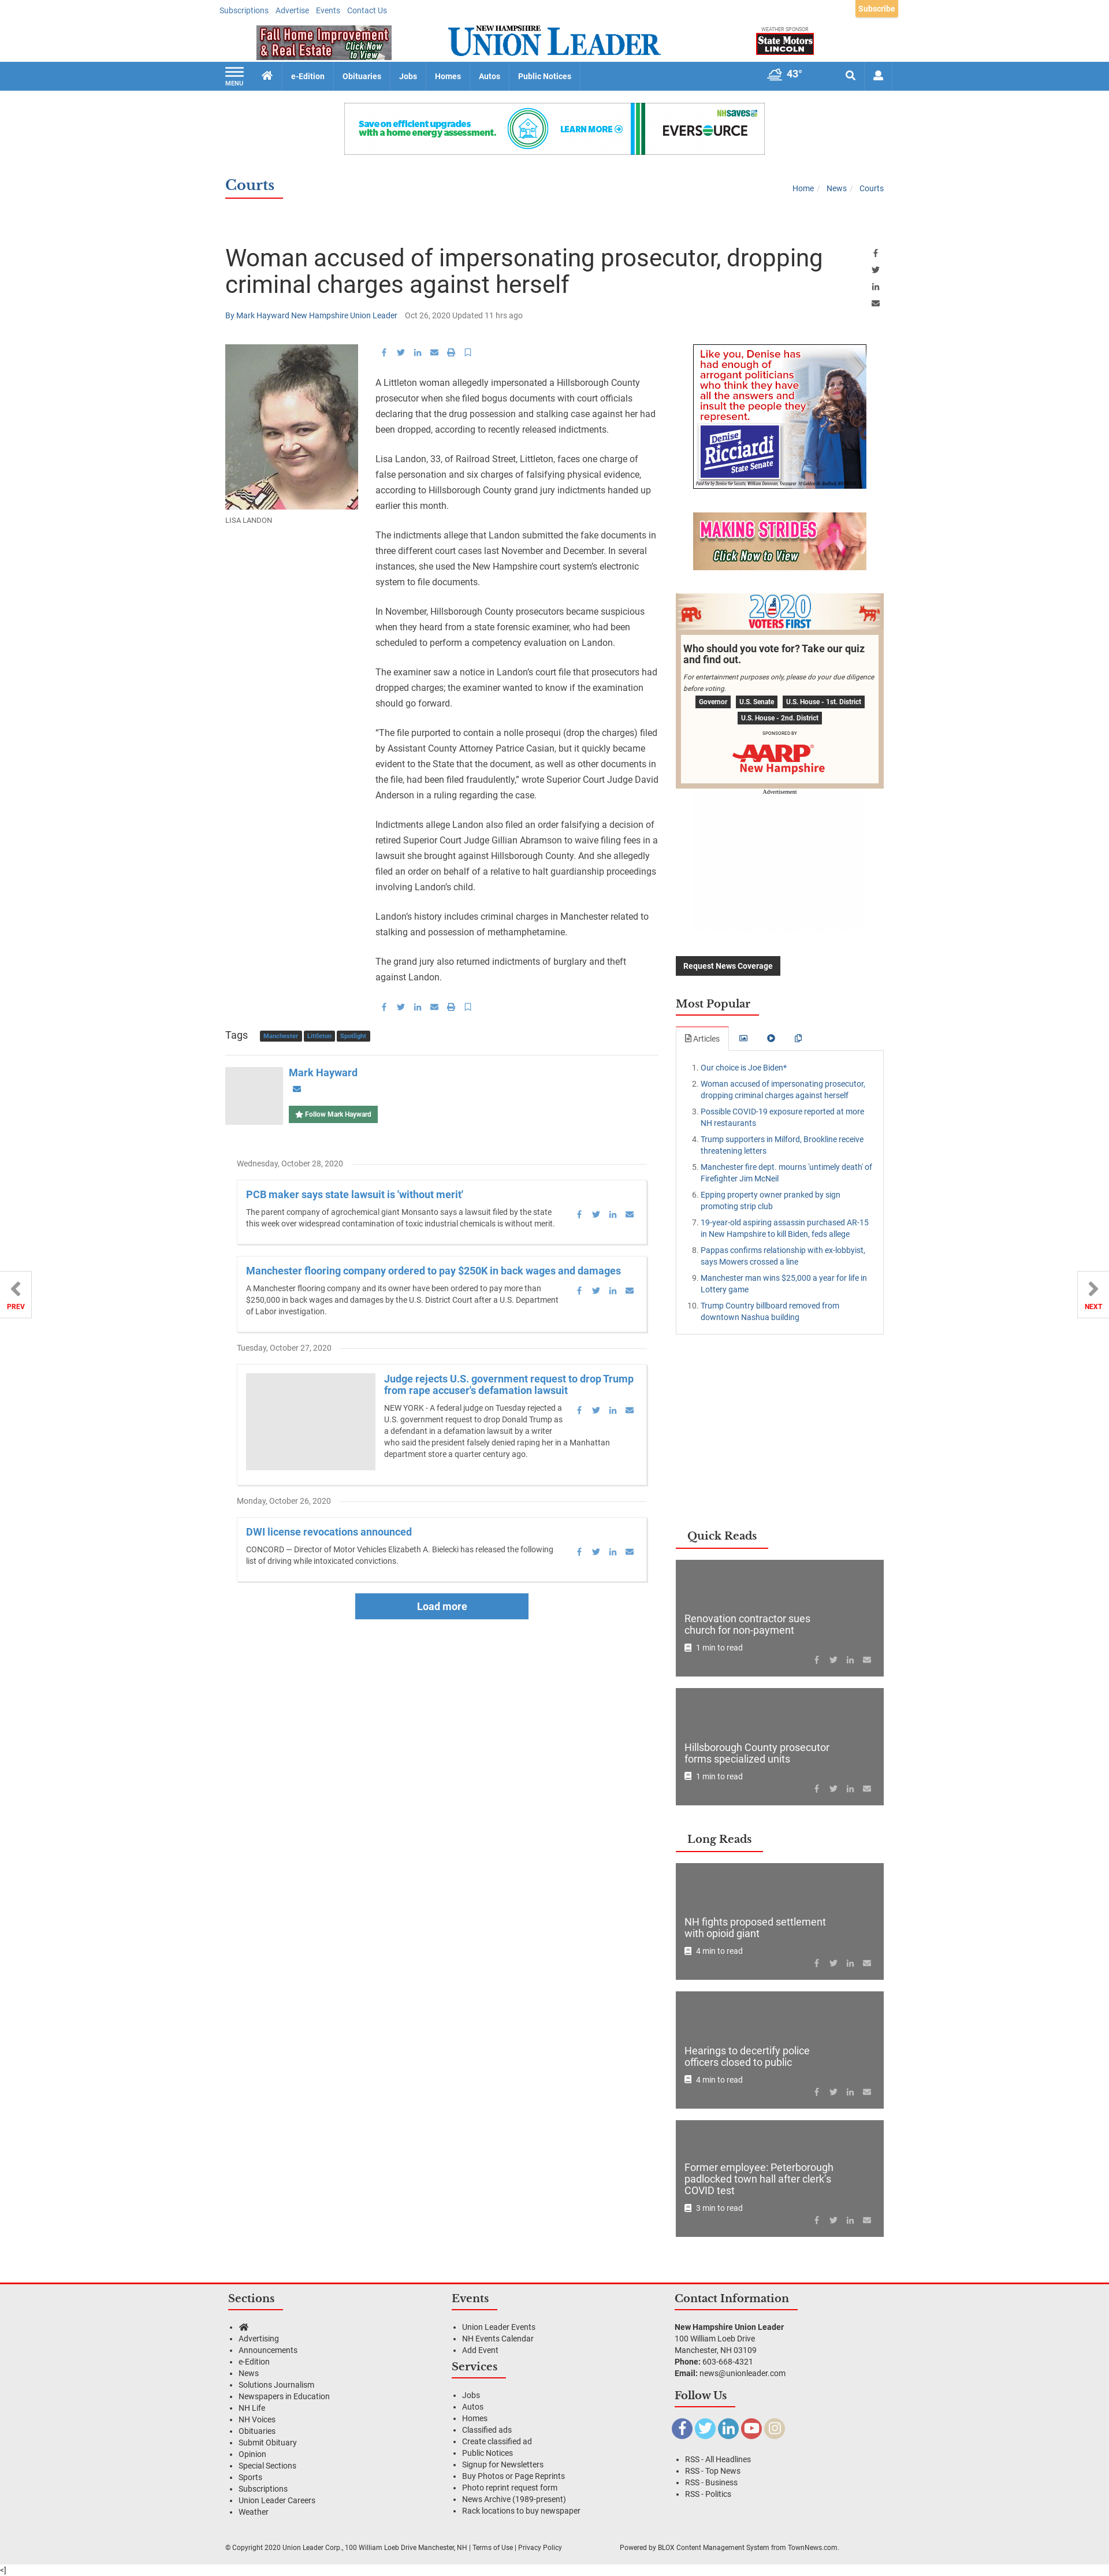 Subscriptions Advertise Events Contact Us
Subscribe
Fall Home Improvement
& Real Estate
Click Now
to View
NEW HAMPSHIRE
UNION LEADER
WEATHER SPONSOR
State Motors
LINCOLN
MENU
e-Edition Obituaries Jobs Homes Autos Public Notices
43°
Save on efficient upgrades
with a home energy assessment.
LEARN MORE
NHsaves
EVERSOURCE
Courts
Home / News / Courts
Woman accused of impersonating prosecutor, dropping
criminal charges against herself
By Mark Hayward New Hampshire Union Leader Oct 26, 2020 Updated 11 hrs ago
LISA LANDON
A Littleton woman allegedly impersonated a Hillsborough County
prosecutor when she filed bogus documents with court officials
declaring that the drug possession and stalking case against her had
been dropped, according to recently released indictments.
Lisa Landon, 33, of Railroad Street, Littleton, faces one charge of
false personation and six charges of falsifying physical evidence,
according to Hillsborough County grand jury indictments handed up
earlier this month.
The indictments allege that Landon submitted the fake documents in
three different court cases last November and December. In several
instances, she used the New Hampshire court system’s electronic
system to file documents.
In November, Hillsborough County prosecutors became suspicious
when they heard from a state forensic examiner, who had been
scheduled to perform a competency evaluation on Landon.
The examiner saw a notice in Landon’s court file that prosecutors had
dropped charges; the examiner wanted to know if the examination
should go forward.
“The file purported to contain a nolle prosequi (drop the charges) filed
by Assistant County Attorney Patrice Casian, but it quickly became
evident to the State that the document, as well as other documents in
the file, had been filed fraudulently,” wrote Superior Court Judge David
Anderson in a ruling regarding the case.
Indictments allege Landon also filed an order falsifying a decision of
retired Superior Court Judge Gillian Abramson to waive filing fees in a
lawsuit she brought against Hillsborough County. And she allegedly
filed an order on behalf of a relative to halt guardianship proceedings
involving Landon’s child.
Landon’s history includes criminal charges in Manchester related to
stalking and possession of methamphetamine.
The grand jury also returned indictments of burglary and theft
against Landon.
Tags Manchester Littleton Spotlight
Mark Hayward
Follow Mark Hayward
Wednesday, October 28, 2020
PCB maker says state lawsuit is 'without merit'
The parent company of agrochemical giant Monsanto says a lawsuit filed by the state
this week over widespread contamination of toxic industrial chemicals is without merit.
Manchester flooring company ordered to pay $250K in back wages and damages
A Manchester flooring company and its owner have been ordered to pay more than
$250,000 in back wages and damages by the U.S. District Court after a U.S. Department
of Labor investigation.
Tuesday, October 27, 2020
Judge rejects U.S. government request to drop Trump
from rape accuser's defamation lawsuit
NEW YORK - A federal judge on Tuesday rejected a
U.S. government request to drop Donald Trump as
a defendant in a defamation lawsuit by a writer
who said the president falsely denied raping her in a Manhattan
department store a quarter century ago.
Monday, October 26, 2020
DWI license revocations announced
CONCORD — Director of Motor Vehicles Elizabeth A. Bielecki has released the following
list of driving while intoxicated convictions.
Load more
PREV
NEXT
Like you, Denise has
had enough of
arrogant politicians
who think they have
all the answers and
insult the people they
represent.
Denise
Ricciardi
State Senate
MAKING STRIDES
Click Now to View
2020
VOTERS FIRST
Who should you vote for? Take our quiz
and find out.
For entertainment purposes only, please do your due diligence
before voting.
Governor U.S. Senate U.S. House - 1st. District
U.S. House - 2nd. District
SPONSORED BY
AARP
New Hampshire
Advertisement
Request News Coverage
Most Popular
Articles
1. Our choice is Joe Biden*
2. Woman accused of impersonating prosecutor,
dropping criminal charges against herself
3. Possible COVID-19 exposure reported at more
NH restaurants
4. Trump supporters in Milford, Brookline receive
threatening letters
5. Manchester fire dept. mourns 'untimely death' of
Firefighter Jim McNeil
6. Epping property owner pranked by sign
promoting strip club
7. 19-year-old aspiring assassin purchased AR-15
in New Hampshire to kill Biden, feds allege
8. Pappas confirms relationship with ex-lobbyist,
says Mowers crossed a line
9. Manchester man wins $25,000 a year for life in
Lottery game
10. Trump Country billboard removed from
downtown Nashua building
Quick Reads
Renovation contractor sues
church for non-payment
1 min to read
Hillsborough County prosecutor
forms specialized units
1 min to read
Long Reads
NH fights proposed settlement
with opioid giant
4 min to read
Hearings to decertify police
officers closed to public
4 min to read
Former employee: Peterborough
padlocked town hall after clerk’s
COVID test
3 min to read
Sections
Advertising
Announcements
e-Edition
News
Solutions Journalism
Newspapers in Education
NH Life
NH Voices
Obituaries
Submit Obituary
Opinion
Special Sections
Sports
Subscriptions
Union Leader Careers
Weather
Events
Union Leader Events
NH Events Calendar
Add Event
Services
Jobs
Autos
Homes
Classified ads
Create classified ad
Public Notices
Signup for Newsletters
Buy Photos or Page Reprints
Photo reprint request form
News Archive (1989-present)
Rack locations to buy newspaper
Contact Information
New Hampshire Union Leader
100 William Loeb Drive
Manchester, NH 03109
Phone: 603-668-4321
Email: news@unionleader.com
Follow Us
RSS - All Headlines
RSS - Top News
RSS - Business
RSS - Politics
© Copyright 2020 Union Leader Corp., 100 William Loeb Drive Manchester, NH | Terms of Use | Privacy Policy
Powered by BLOX Content Management System from TownNews.com.
<]